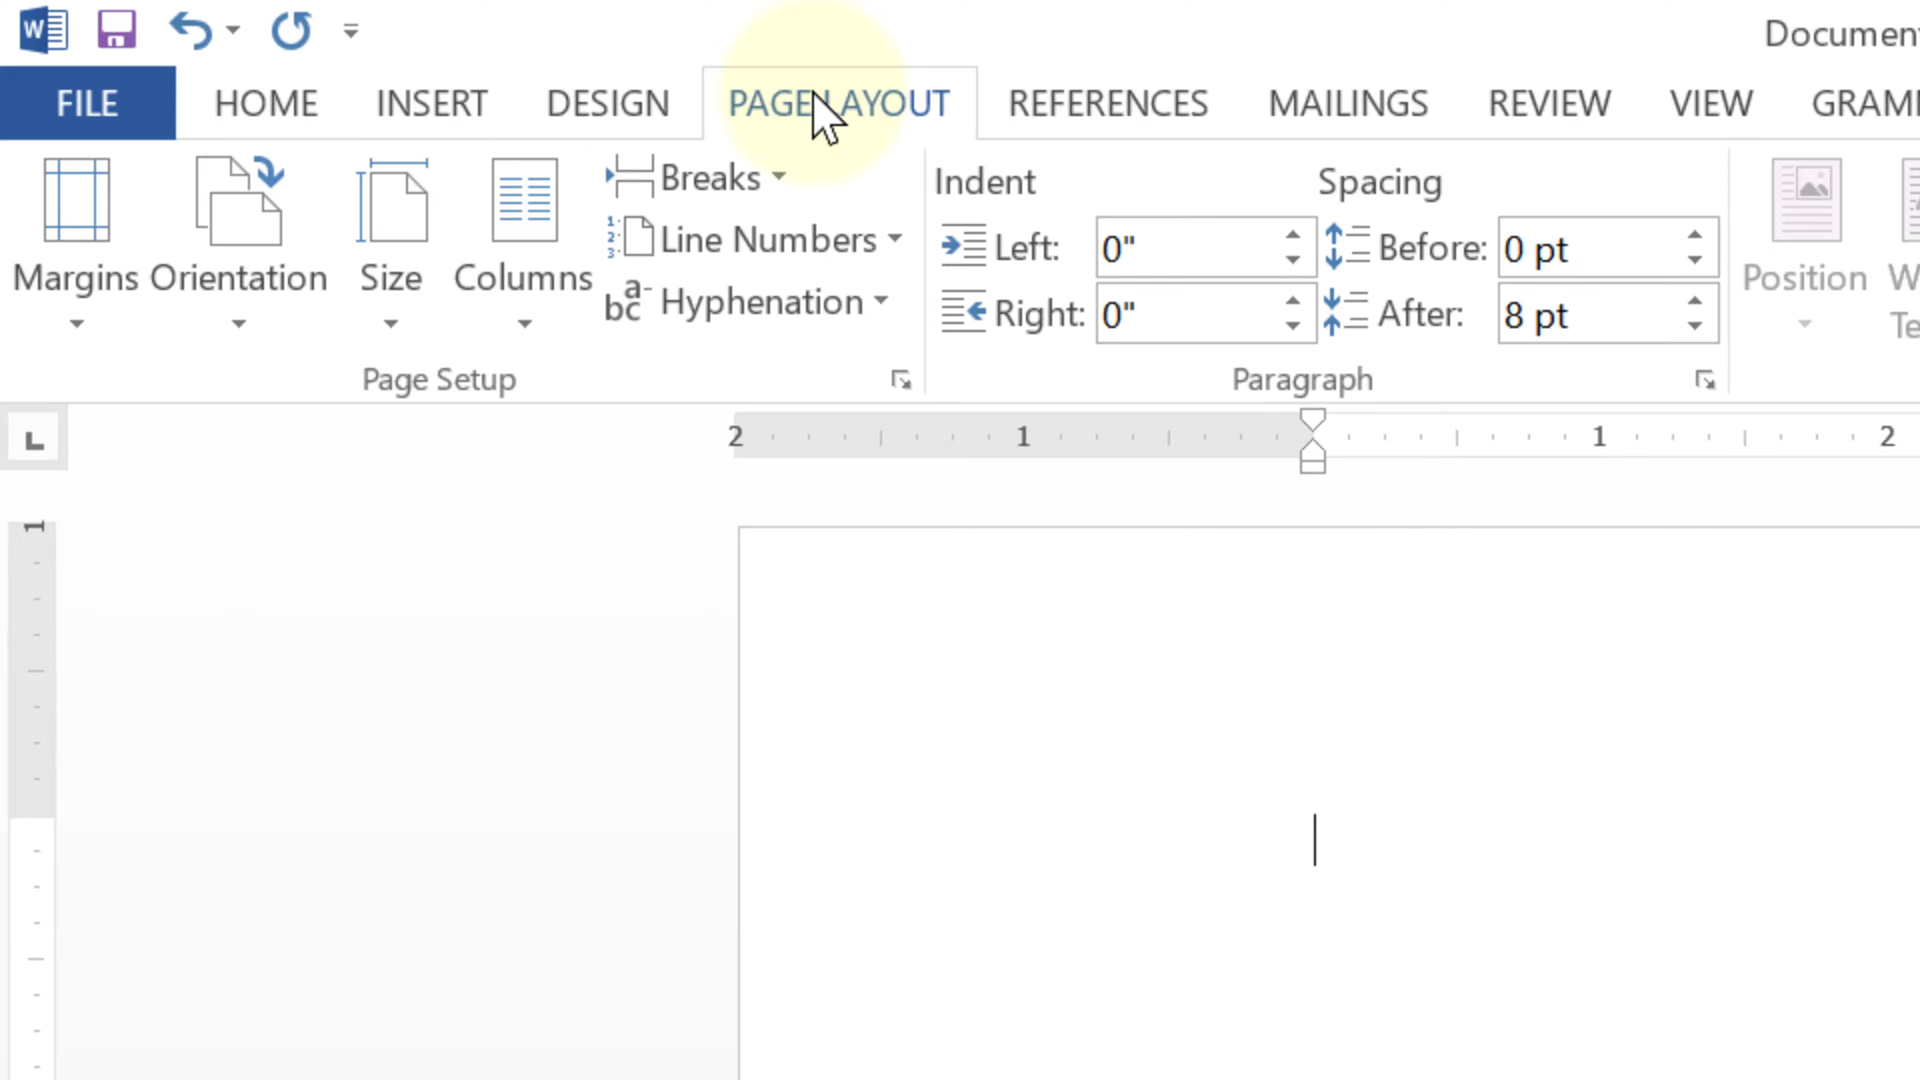 Document
FILE HOME INSERT DESIGN PAGE LAYOUT REFERENCES MAILINGS REVIEW VIEW
Breaks
Line Numbers
Hyphenation
Margins Orientation Size Columns
Page Setup
Indent Spacing
Left: 0" Before: 0 pt
Right: 0" After: 8 pt
Paragraph
Position
2 1 1 2
1